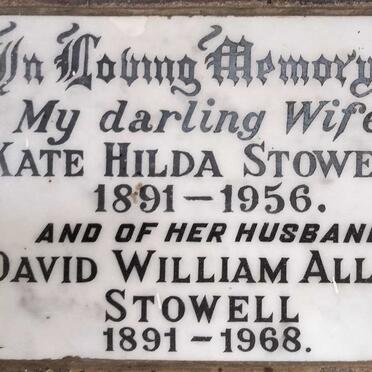 In Loving Memory
My darling Wife
KATE HILDA STOWE
1891 - 1956.
AND OF HER HUSBAN
DAVID WILLIAM ALL
STOWELL
1891 - 1968.